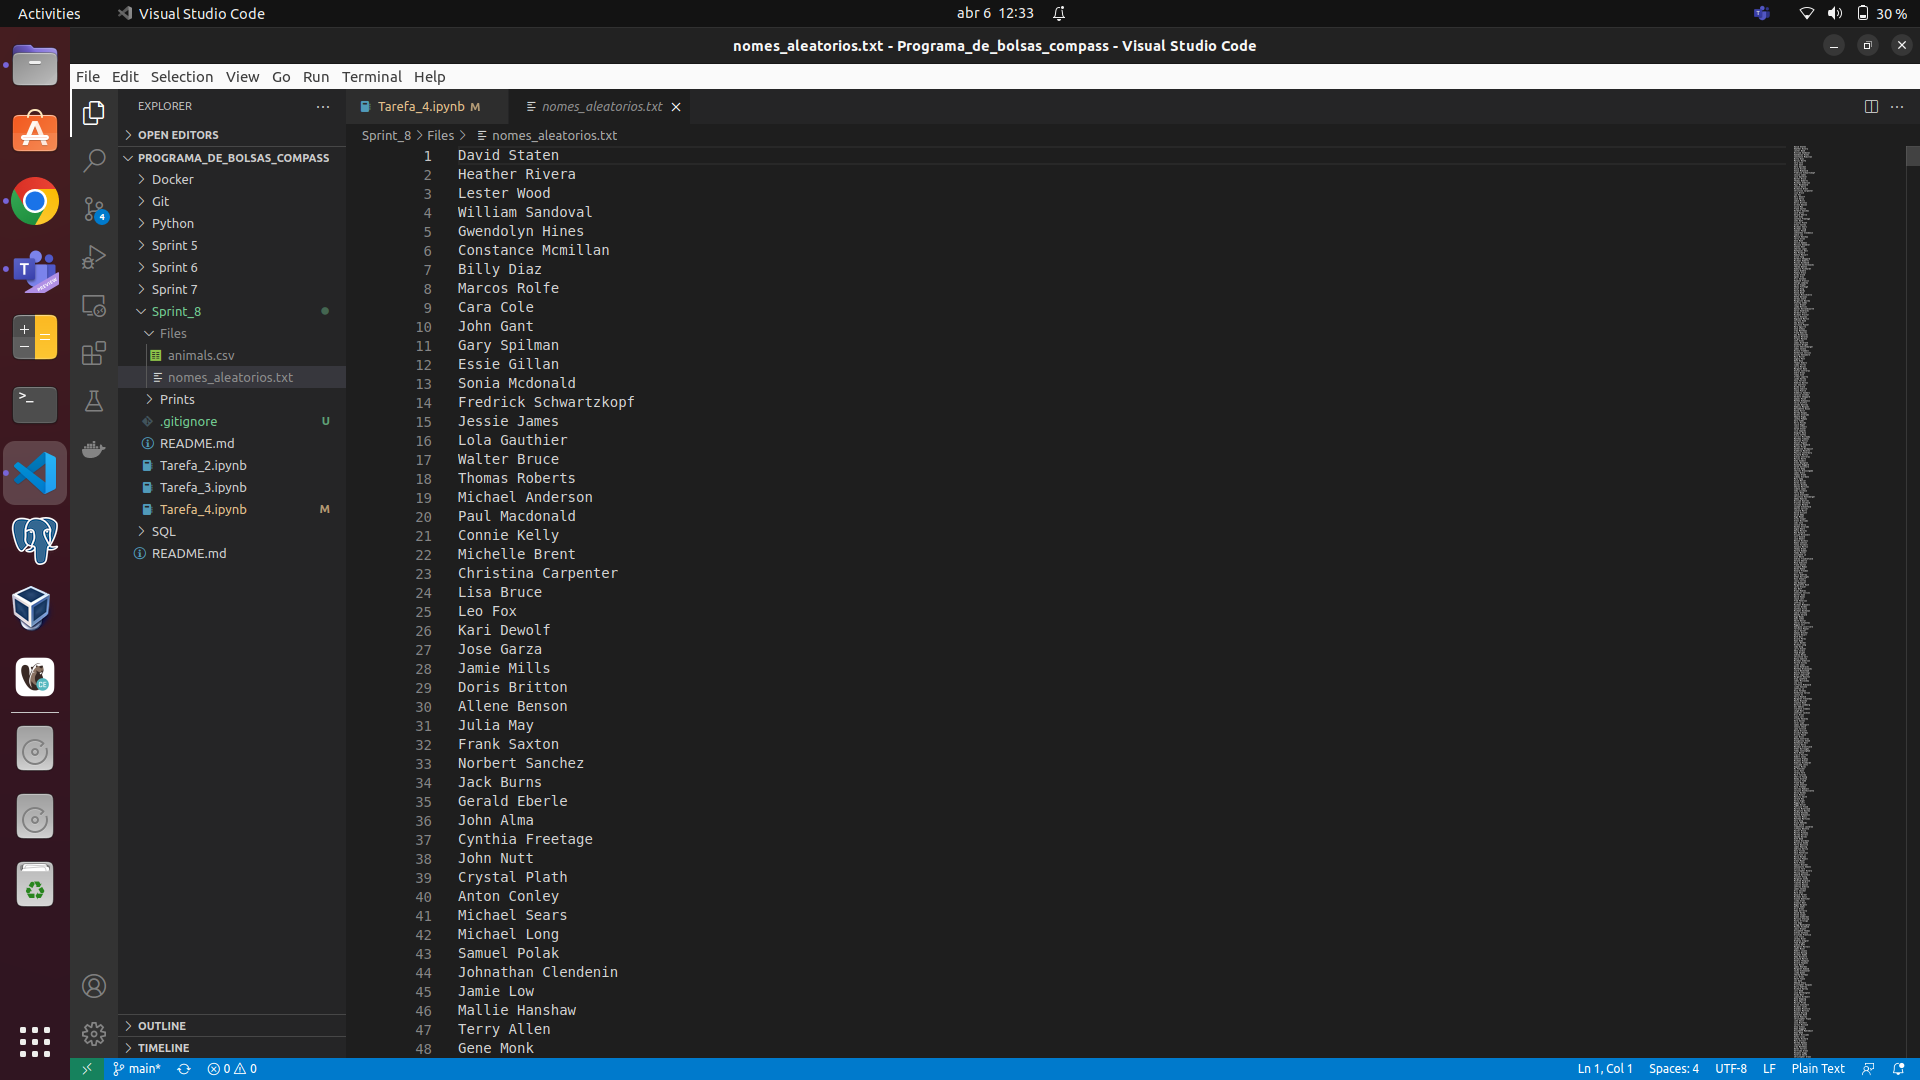 Activities
Visual Studio Code
abr 6 12:33
30 %
nomes_aleatorios.txt - Programa_de_bolsas_compass - Visual Studio Code
File Edit Selection View Go Run Terminal Help
EXPLORER
OPEN EDITORS
PROGRAMA_DE_BOLSAS_COMPASS
Docker
Git
Python
Sprint 5
Sprint 6
Sprint 7
Sprint_8
Files
animals.csv
nomes_aleatorios.txt
Prints
.gitignore U
README.md
Tarefa_2.ipynb
Tarefa_3.ipynb
Tarefa_4.ipynb M
SQL
README.md
OUTLINE
TIMELINE
4
T
PREVIEW
CE
>_
Tarefa_4.ipynb M
nomes_aleatorios.txt
Sprint_8 > Files > nomes_aleatorios.txt
1 David Staten
2 Heather Rivera
3 Lester Wood
4 William Sandoval
5 Gwendolyn Hines
6 Constance Mcmillan
7 Billy Diaz
8 Marcos Rolfe
9 Cara Cole
10 John Gant
11 Gary Spilman
12 Essie Gillan
13 Sonia Mcdonald
14 Fredrick Schwartzkopf
15 Jessie James
16 Lola Gauthier
17 Walter Bruce
18 Thomas Roberts
19 Michael Anderson
20 Paul Macdonald
21 Connie Kelly
22 Michelle Brent
23 Christina Carpenter
24 Lisa Bruce
25 Leo Fox
26 Kari Dewolf
27 Jose Garza
28 Jamie Mills
29 Doris Britton
30 Allene Benson
31 Julia May
32 Frank Saxton
33 Norbert Sanchez
34 Jack Burns
35 Gerald Eberle
36 John Alma
37 Cynthia Freetage
38 John Nutt
39 Crystal Plath
40 Anton Conley
41 Michael Sears
42 Michael Long
43 Samuel Polak
44 Johnathan Clendenin
45 Jamie Low
46 Mallie Hanshaw
47 Terry Allen
48 Gene Monk
main* 0 0
Ln 1, Col 1 Spaces: 4 UTF-8 LF Plain Text